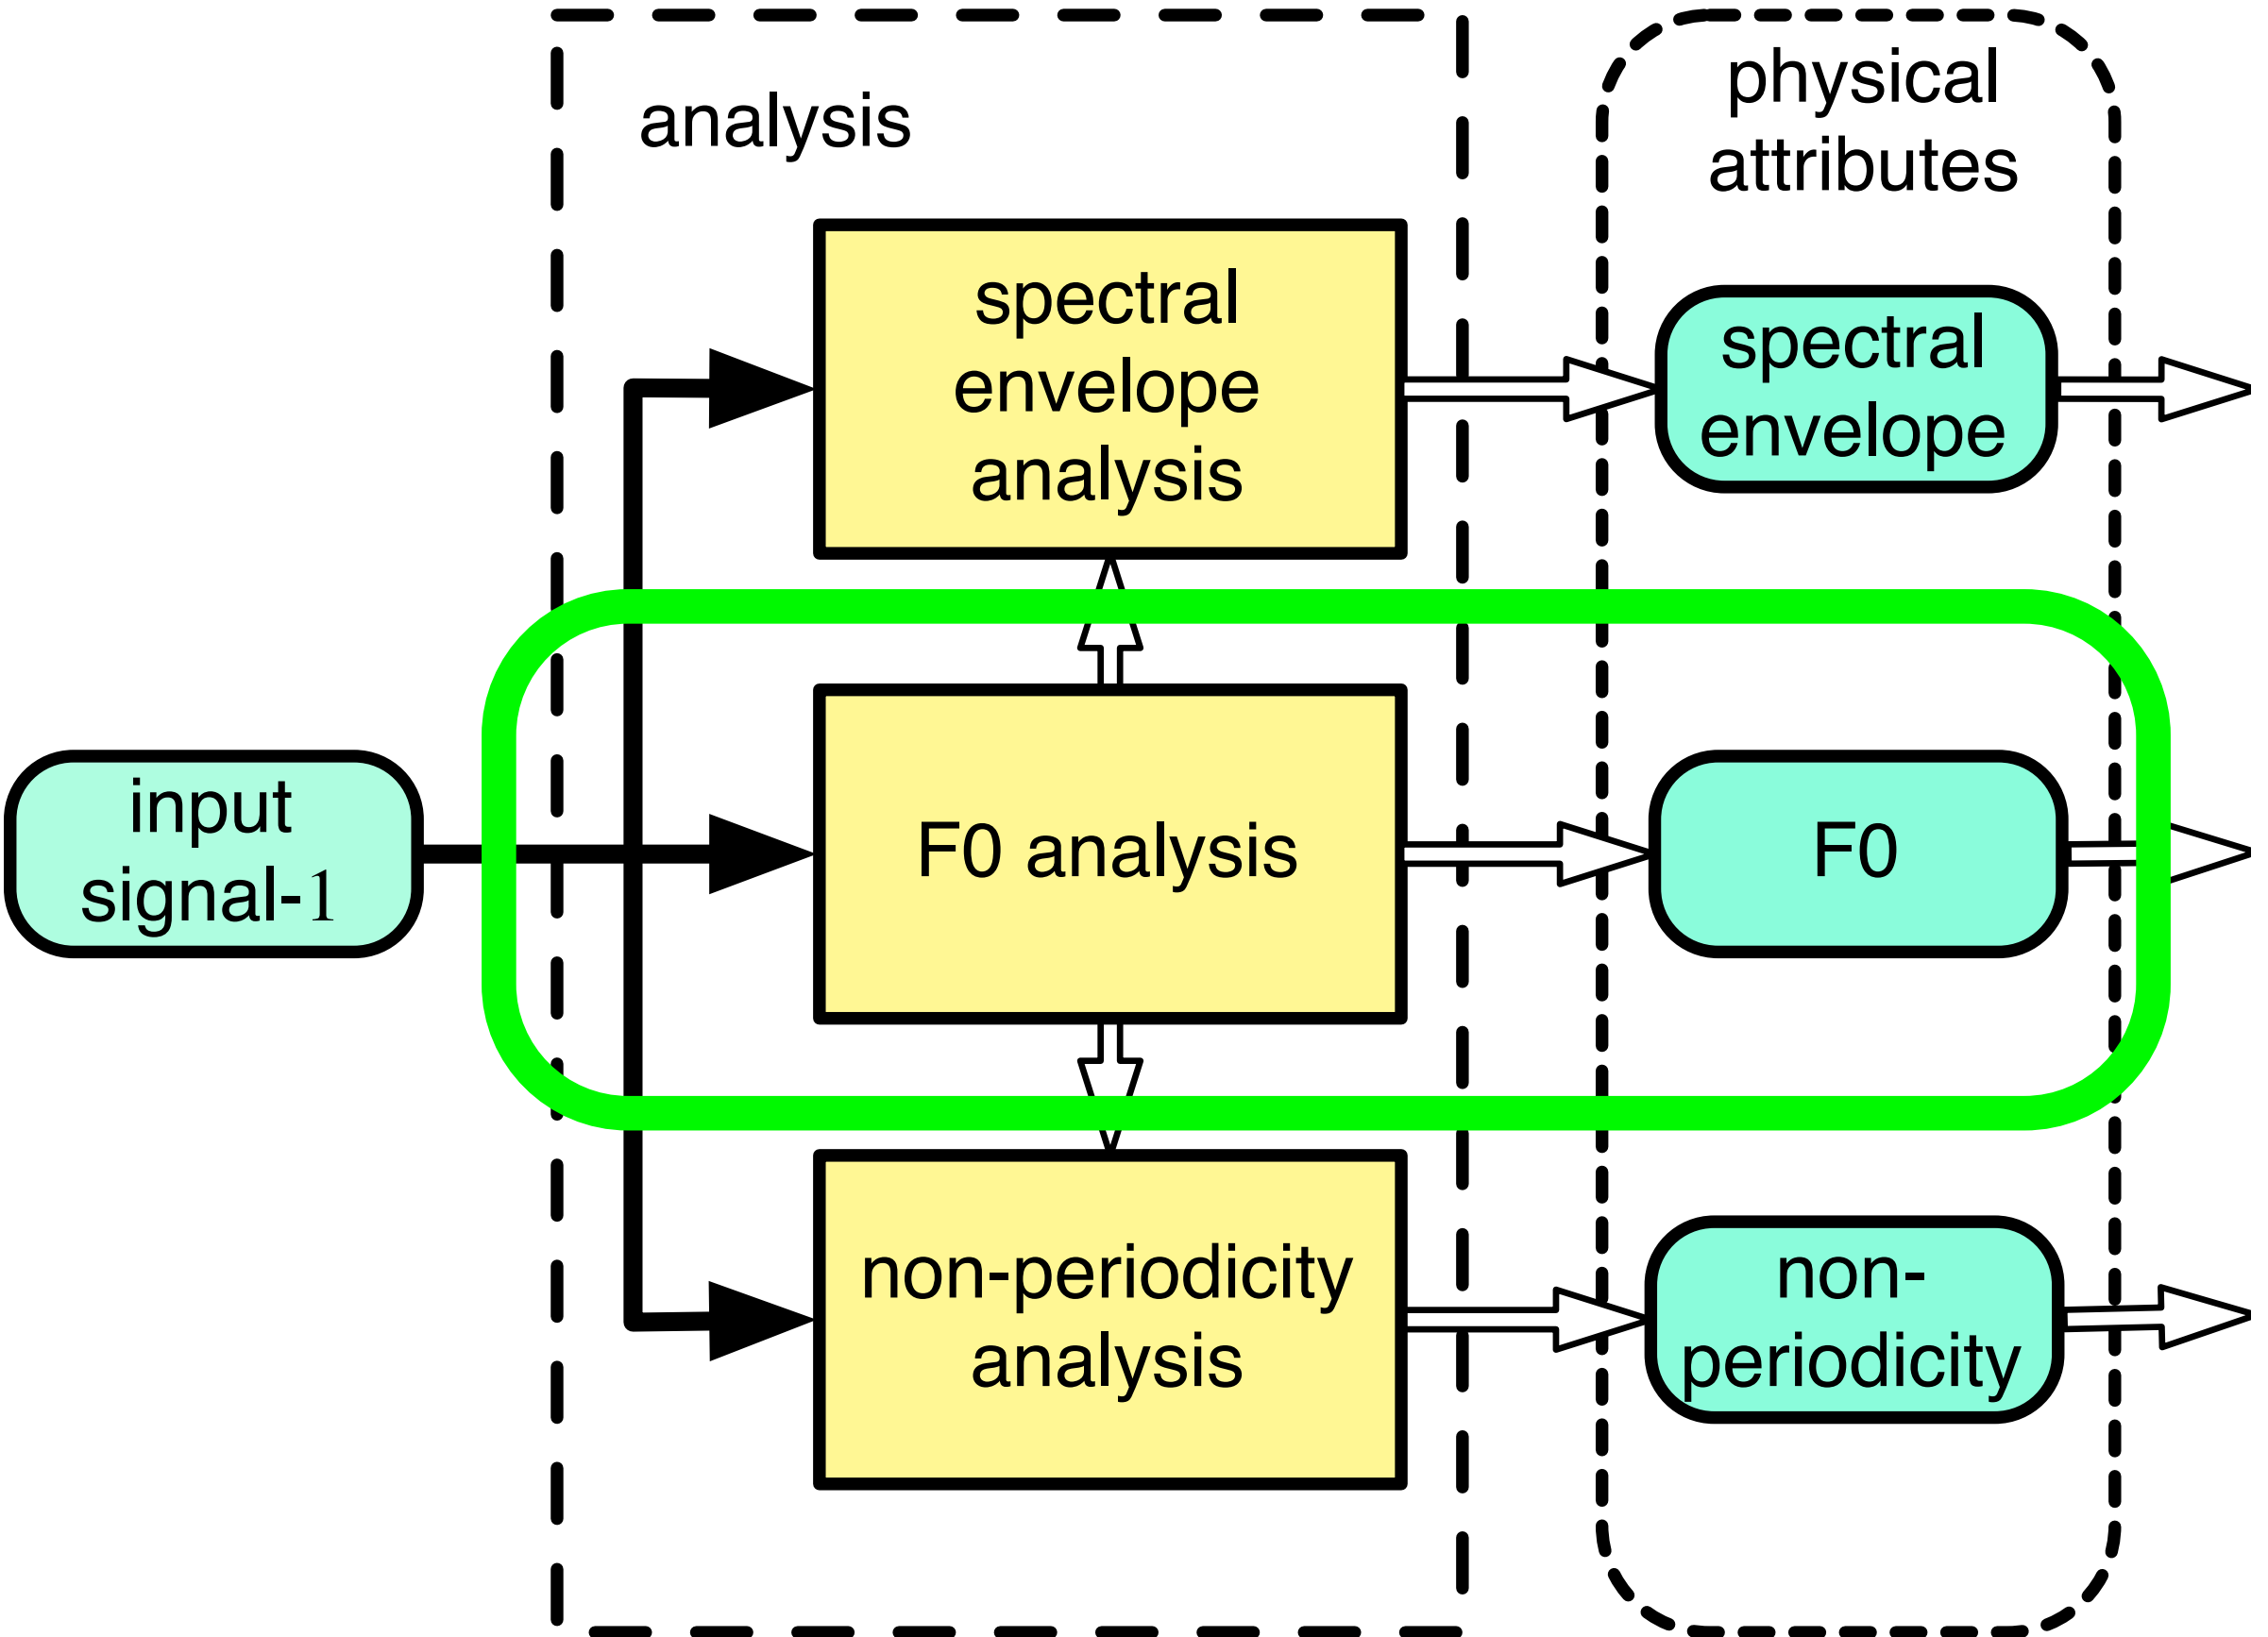 analysis
physical
attributes
spectral
envelope
analysis
spectral
envelope
input
signal-1
F0 analysis
F0
non-periodicity
analysis
non-
periodicity